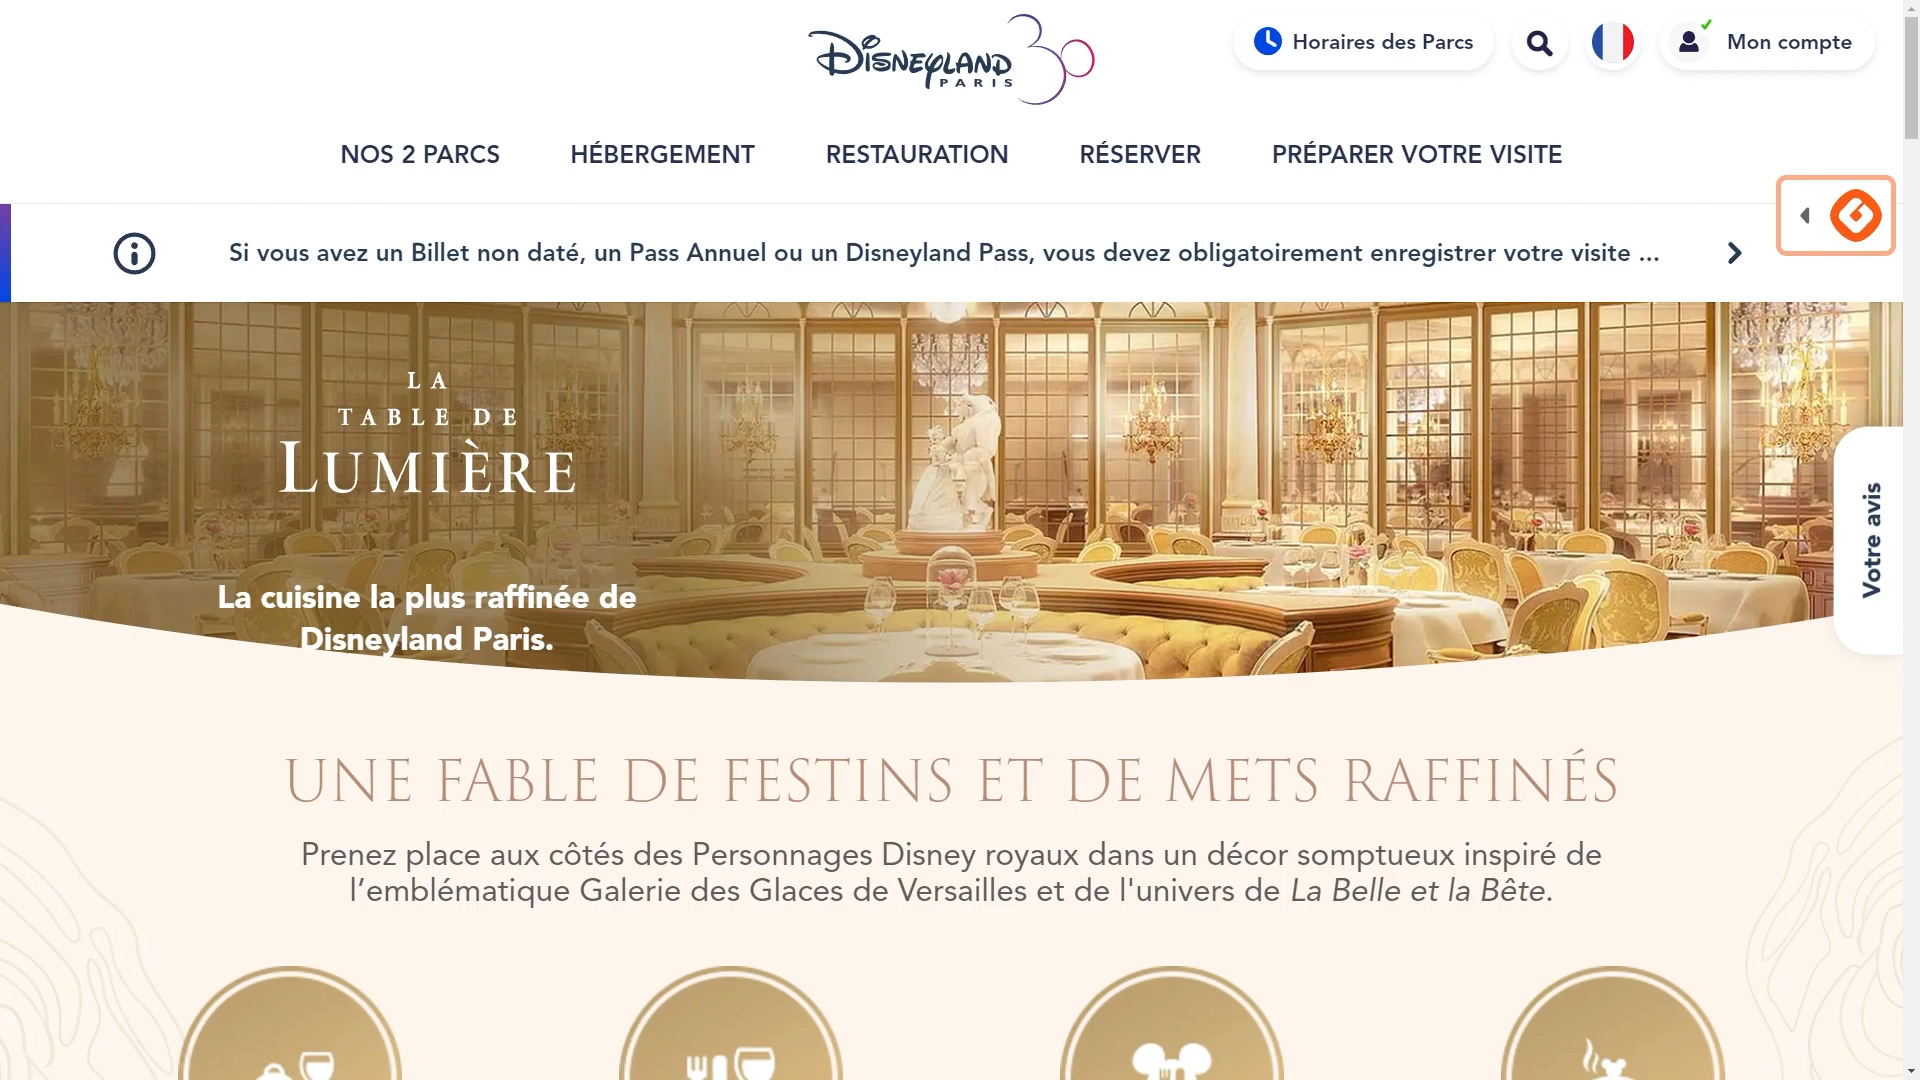 DISNEYLAND
PARIS
30
Horaires des Parcs
Mon compte
NOS 2 PARCS
HÉBERGEMENT
RESTAURATION
RÉSERVER
PRÉPARER VOTRE VISITE
Si vous avez un Billet non daté, un Pass Annuel ou un Disneyland Pass, vous devez obligatoirement enregistrer votre visite ...
LA
TABLE DE
LUMIÈRE
La cuisine la plus raffinée de
Disneyland Paris.
Votre avis
UNE FABLE DE FESTINS ET DE METS RAFFINÉS
Prenez place aux côtés des Personnages Disney royaux dans un décor somptueux inspiré de
l’emblématique Galerie des Glaces de Versailles et de l'univers de La Belle et la Bête.